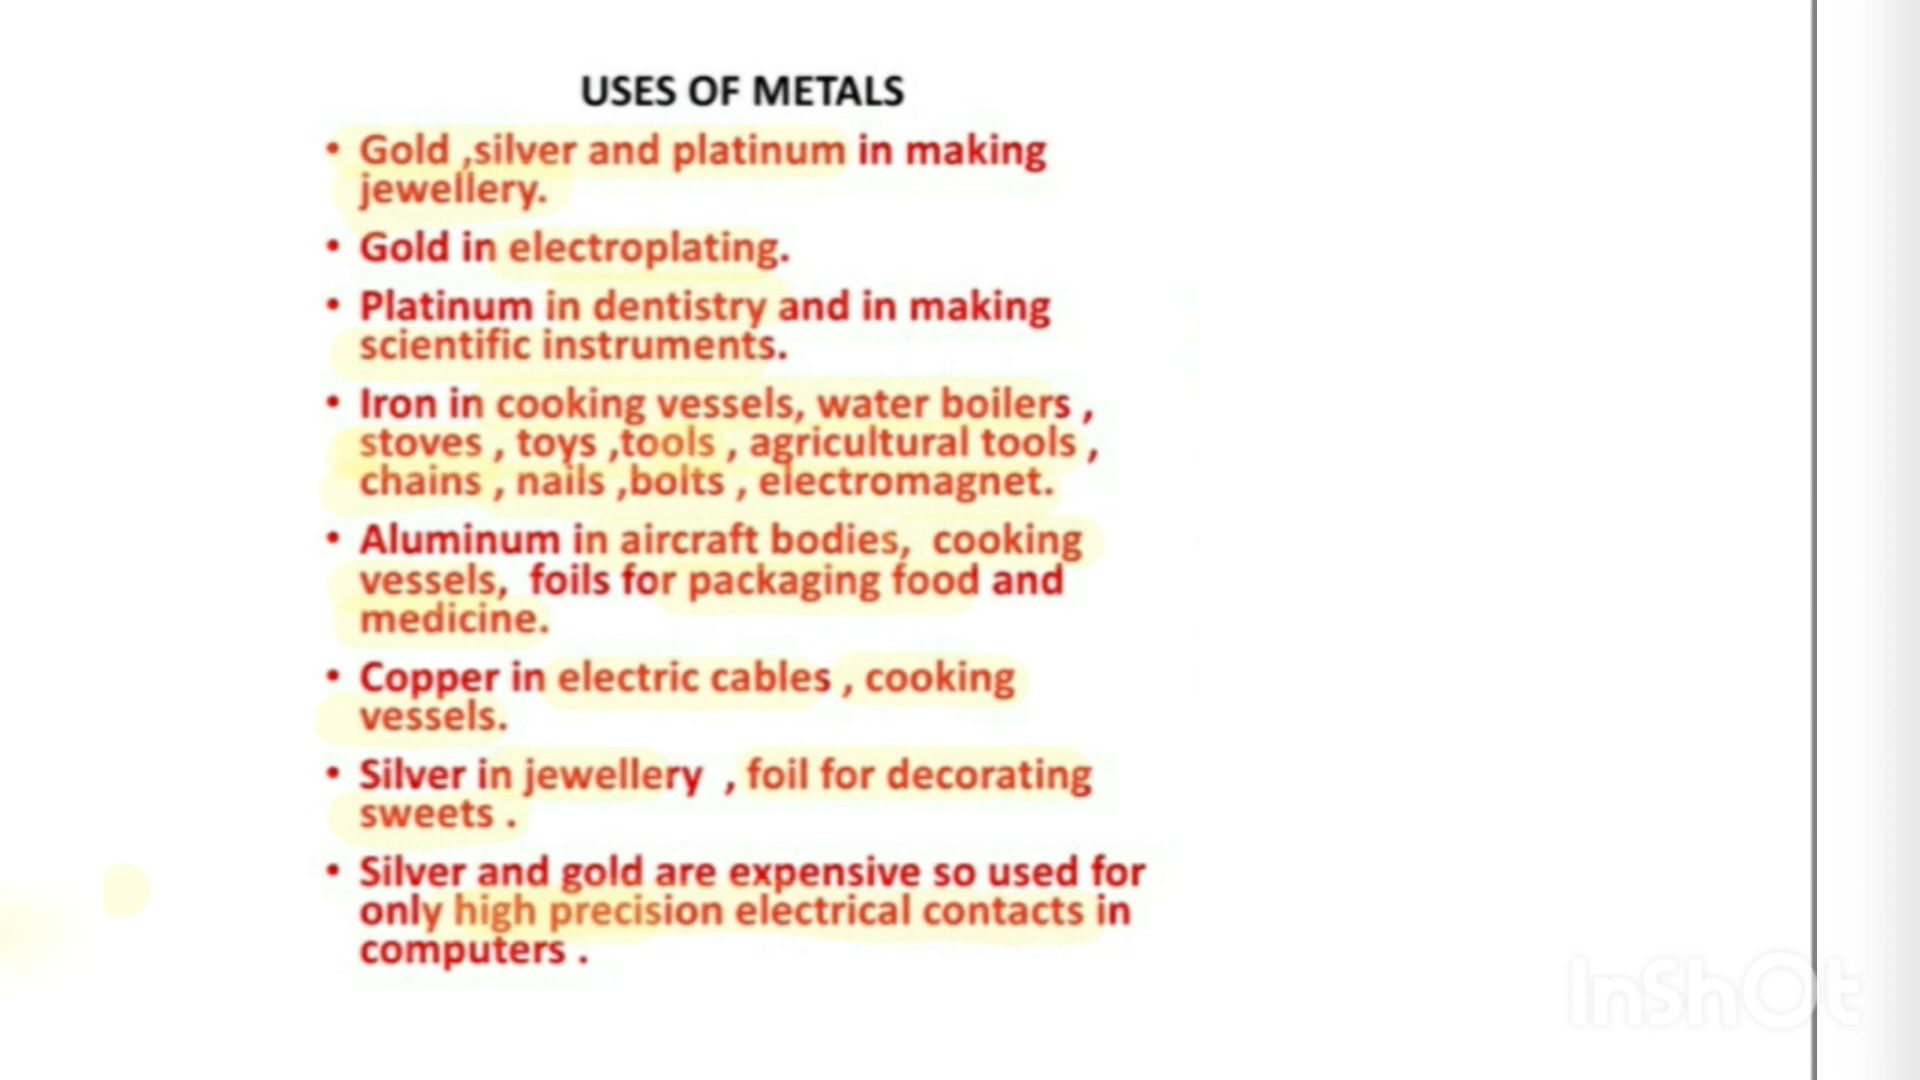 USES OF METALS
• Gold ,silver and platinum in making
jewellery.
• Gold in electroplating.
• Platinum in dentistry and in making
scientific instruments.
• Iron in cooking vessels, water boilers ,
stoves , toys ,tools , agricultural tools ,
chains , nails ,bolts , electromagnet.
• Aluminum in aircraft bodies, cooking
vessels, foils for packaging food and
medicine.
• Copper in electric cables , cooking
vessels.
• Silver in jewellery , foil for decorating
sweets .
• Silver and gold are expensive so used for
only high precision electrical contacts in
computers .
InShOt